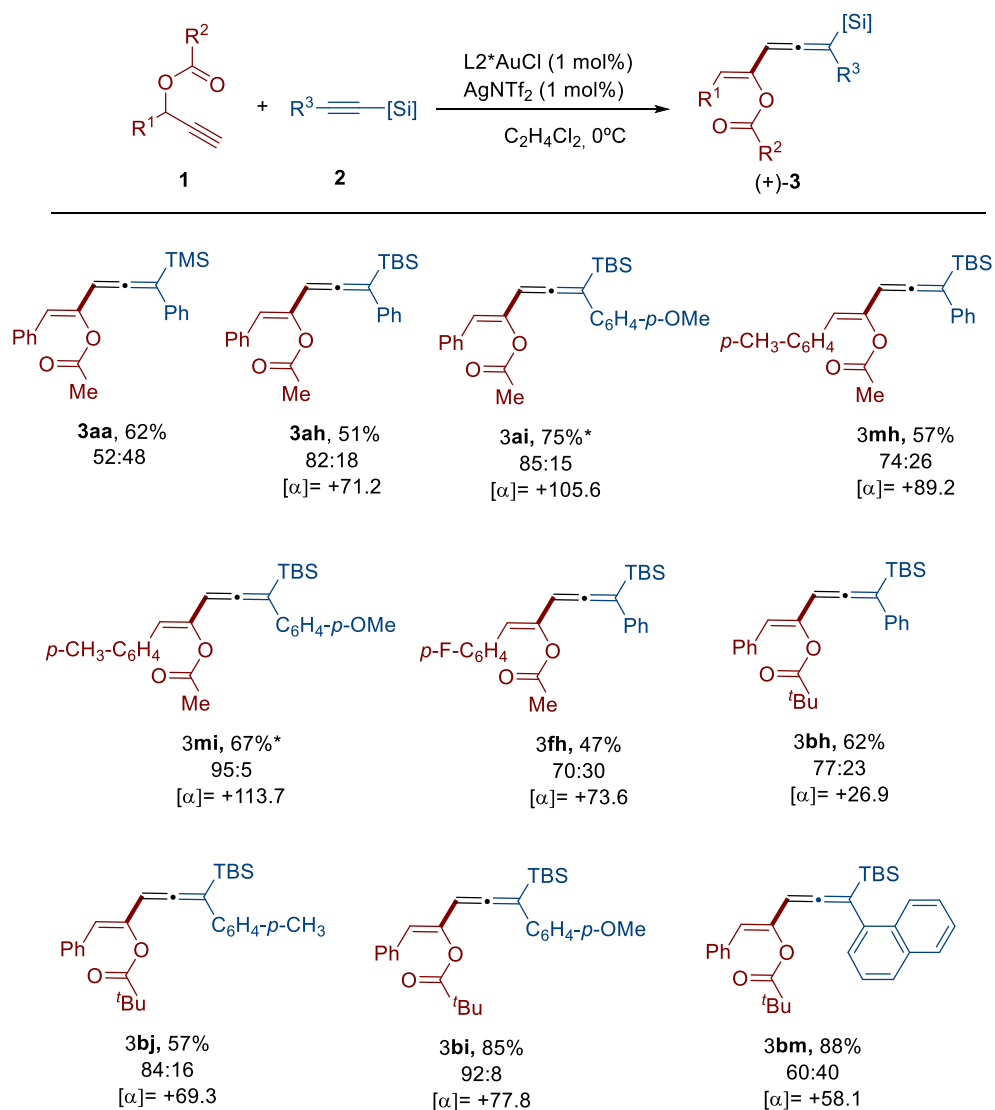 R²
O
O
R¹
1
+
R³
[Si]
2
L2*AuCl (1 mol%)
AgNTf₂ (1 mol%)
C₂H₄Cl₂, 0ºC
[Si]
R³
R¹
O
O
R²
(+)-3
TMS
Ph
Ph
O
O
Me
3aa, 62%
52:48
TBS
Ph
Ph
O
O
Me
3ah, 51%
82:18
[α]= +71.2
TBS
C₆H₄-p-OMe
Ph
O
O
Me
3ai, 75%*
85:15
[α]= +105.6
TBS
Ph
p-CH₃-C₆H₄
O
O
Me
3mh, 57%
74:26
[α]= +89.2
TBS
C₆H₄-p-OMe
p-CH₃-C₆H₄
O
O
Me
3mi, 67%*
95:5
[α]= +113.7
TBS
Ph
p-F-C₆H₄
O
O
Me
3fh, 47%
70:30
[α]= +73.6
TBS
Ph
Ph
O
O
ᵗBu
3bh, 62%
77:23
[α]= +26.9
TBS
C₆H₄-p-CH₃
Ph
O
O
ᵗBu
3bj, 57%
84:16
[α]= +69.3
TBS
C₆H₄-p-OMe
Ph
O
O
ᵗBu
3bi, 85%
92:8
[α]= +77.8
TBS
Ph
O
O
ᵗBu
3bm, 88%
60:40
[α]= +58.1